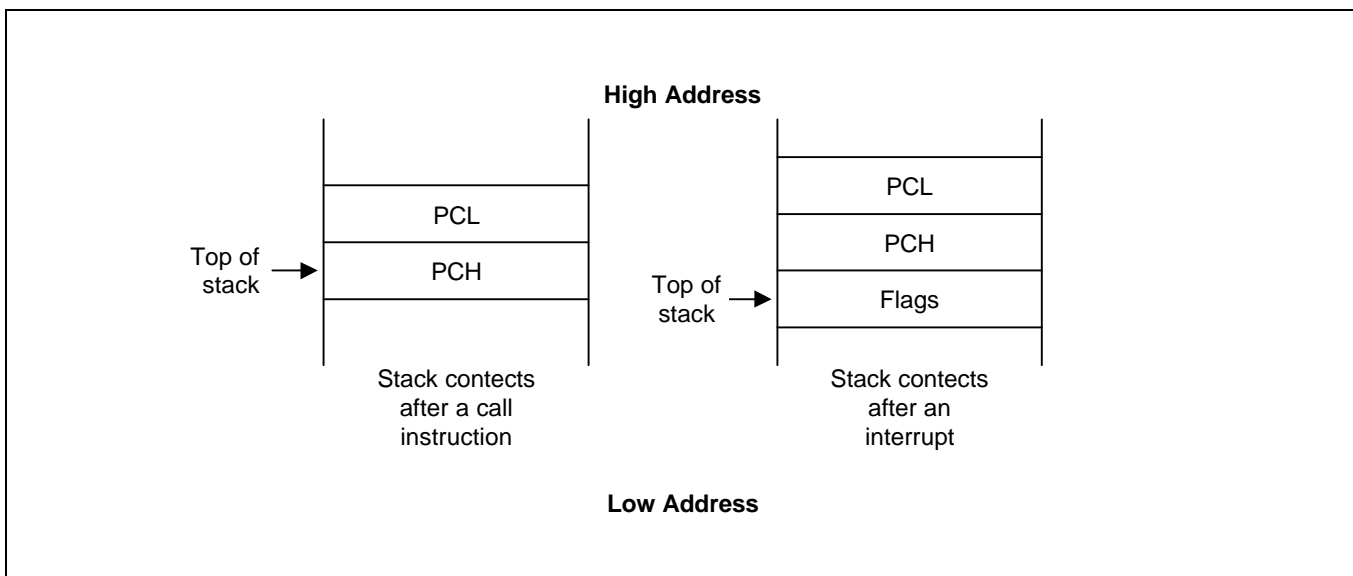 High Address
PCL
PCH
Top of
stack
Stack contects
after a call
instruction
PCL
PCH
Flags
Top of
stack
Stack contects
after an
interrupt
Low Address